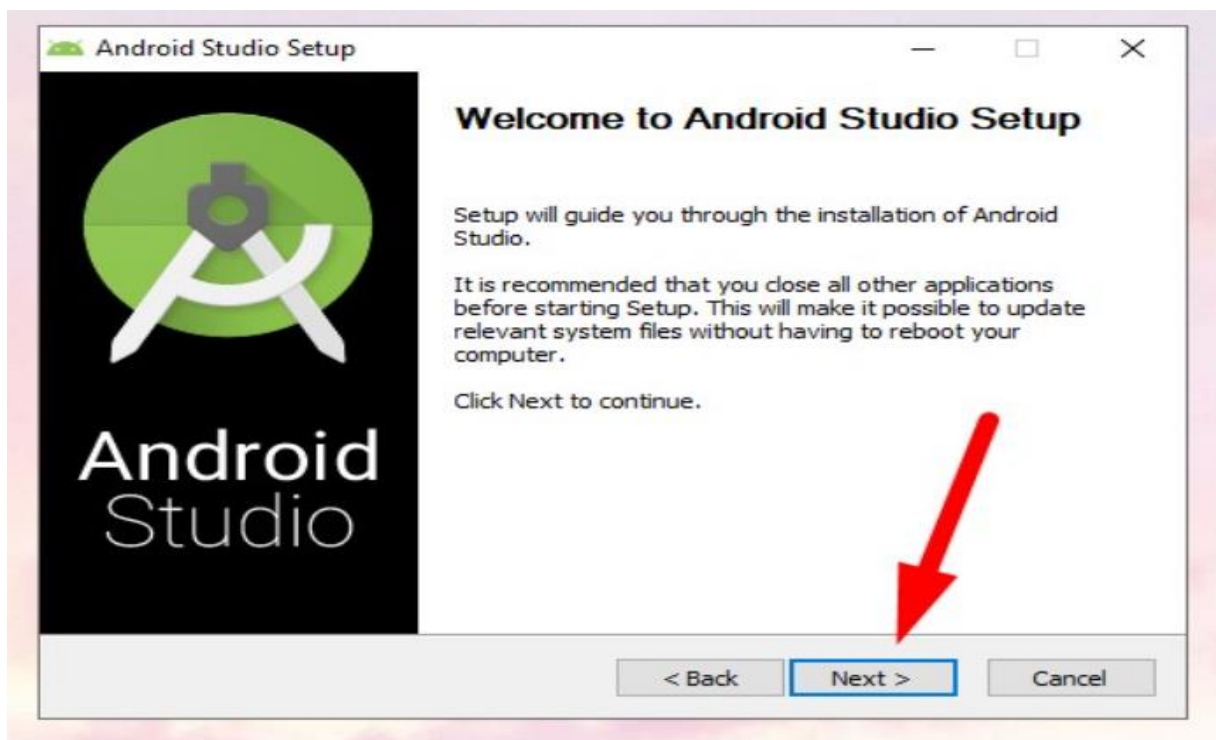 Android Studio Setup
Welcome to Android Studio Setup
Setup will guide you through the installation of Android
Studio.
It is recommended that you close all other applications
before starting Setup. This will make it possible to update
relevant system files without having to reboot your
computer.
Click Next to continue.
Android
Studio
< Back
Next >
Cancel